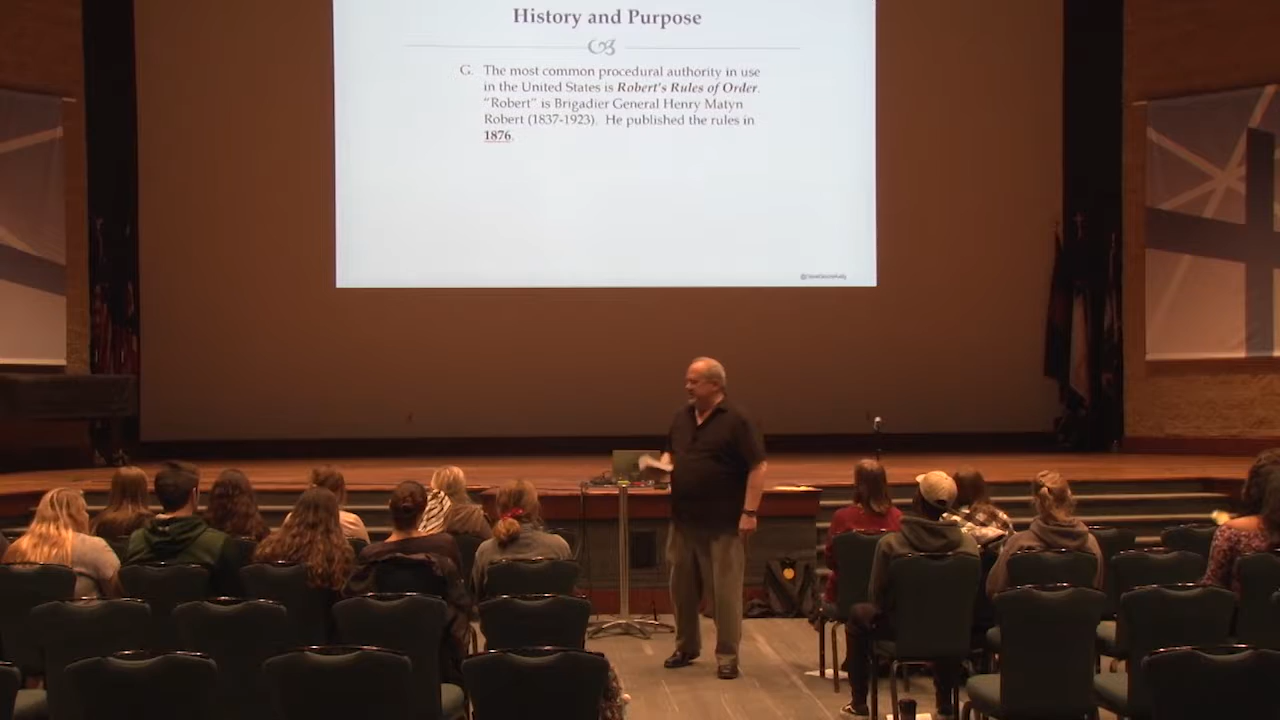 History and Purpose
G. The most common procedural authority in use
in the United States is Robert's Rules of Order.
"Robert" is Brigadier General Henry Matyn
Robert (1837-1923). He published the rules in
1876.